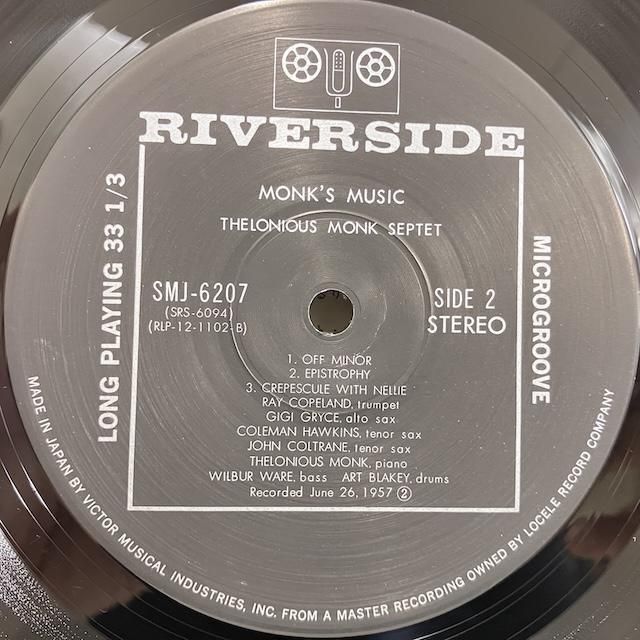 RIVERSIDE
MONK'S MUSIC
THELONIOUS MONK SEPTET
LONG PLAYING 33 1/3
MICROGROOVE
SMJ-6207
(SRS-6094)
(RLP-12-1102-B)
SIDE 2
STEREO
1. OFF MINOR
2. EPISTROPHY
3. CREPESCULE WITH NELLIE
RAY COPELAND, trumpet
GIGI GRYCE, alto sax
COLEMAN HAWKINS, tenor sax
JOHN COLTRANE, tenor sax
THELONIOUS MONK, piano
WILBUR WARE, bass ART BLAKEY, drums
Recorded June 26, 1957 ②
MADE IN JAPAN BY VICTOR MUSICAL INDUSTRIES, INC. FROM A MASTER RECORDING OWNED BY LOCELE RECORD COMPANY